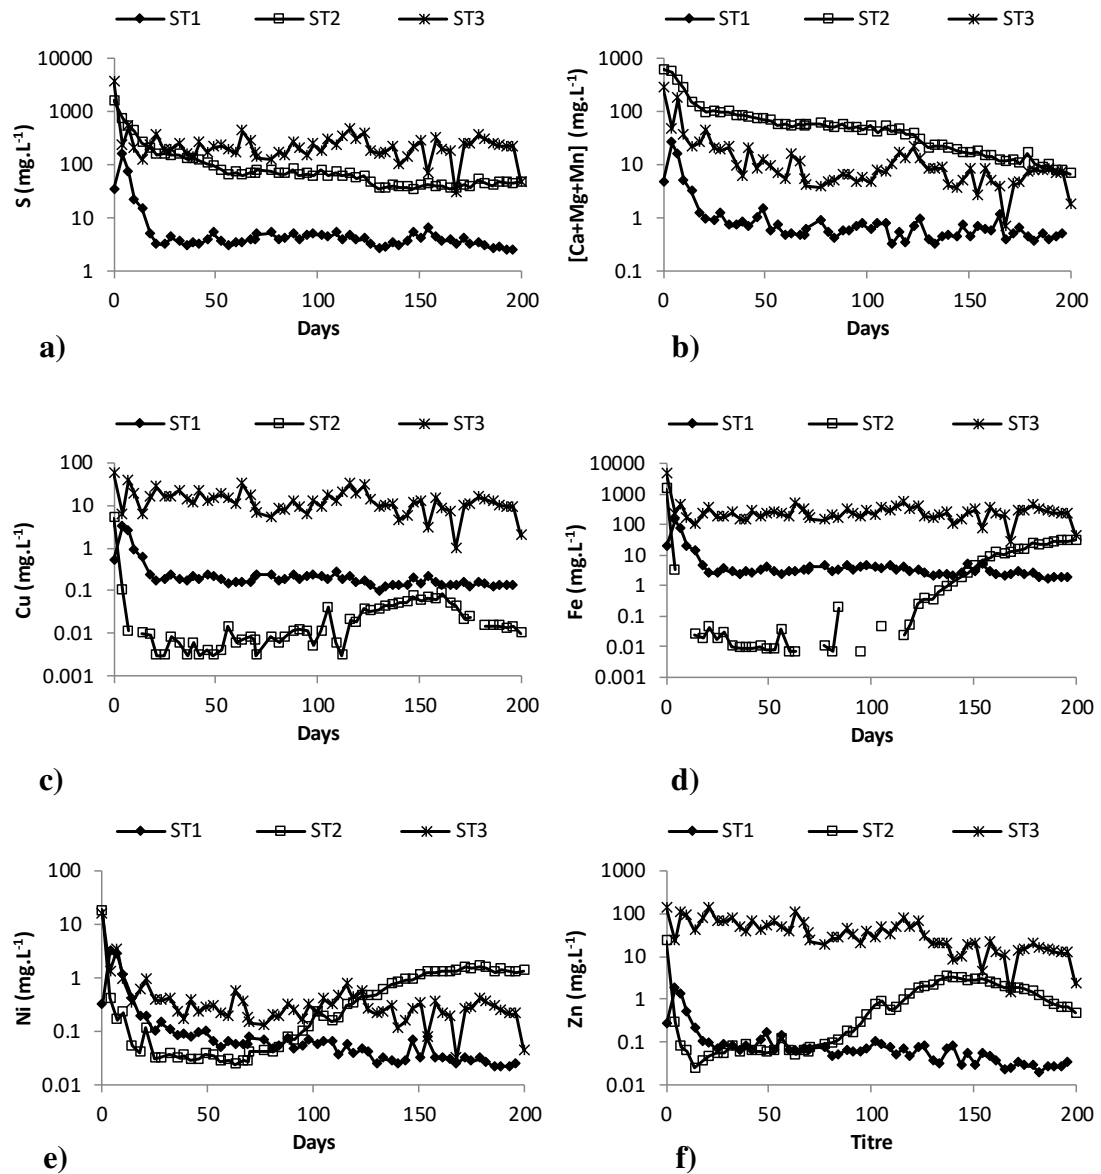 ST1 ST2 ST3
10000
1000
100
10
1
S (mg.L-1)
0 50 100 150 200
Days
a)
ST1 ST2 ST3
1000
100
10
1
0.1
[Ca+Mg+Mn] (mg.L-1)
0 50 100 150 200
Days
b)
ST1 ST2 ST3
100
10
1
0.1
0.01
0.001
Cu (mg.L-1)
0 50 100 150 200
Days
c)
ST1 ST2 ST3
10000
1000
100
10
1
0.1
0.01
0.001
Fe (mg.L-1)
0 50 100 150 200
Days
d)
ST1 ST2 ST3
100
10
1
0.1
0.01
Ni (mg.L-1)
0 50 100 150 200
Days
e)
ST1 ST2 ST3
1000
100
10
1
0.1
0.01
Zn (mg.L-1)
0 50 100 150 200
Titre
f)